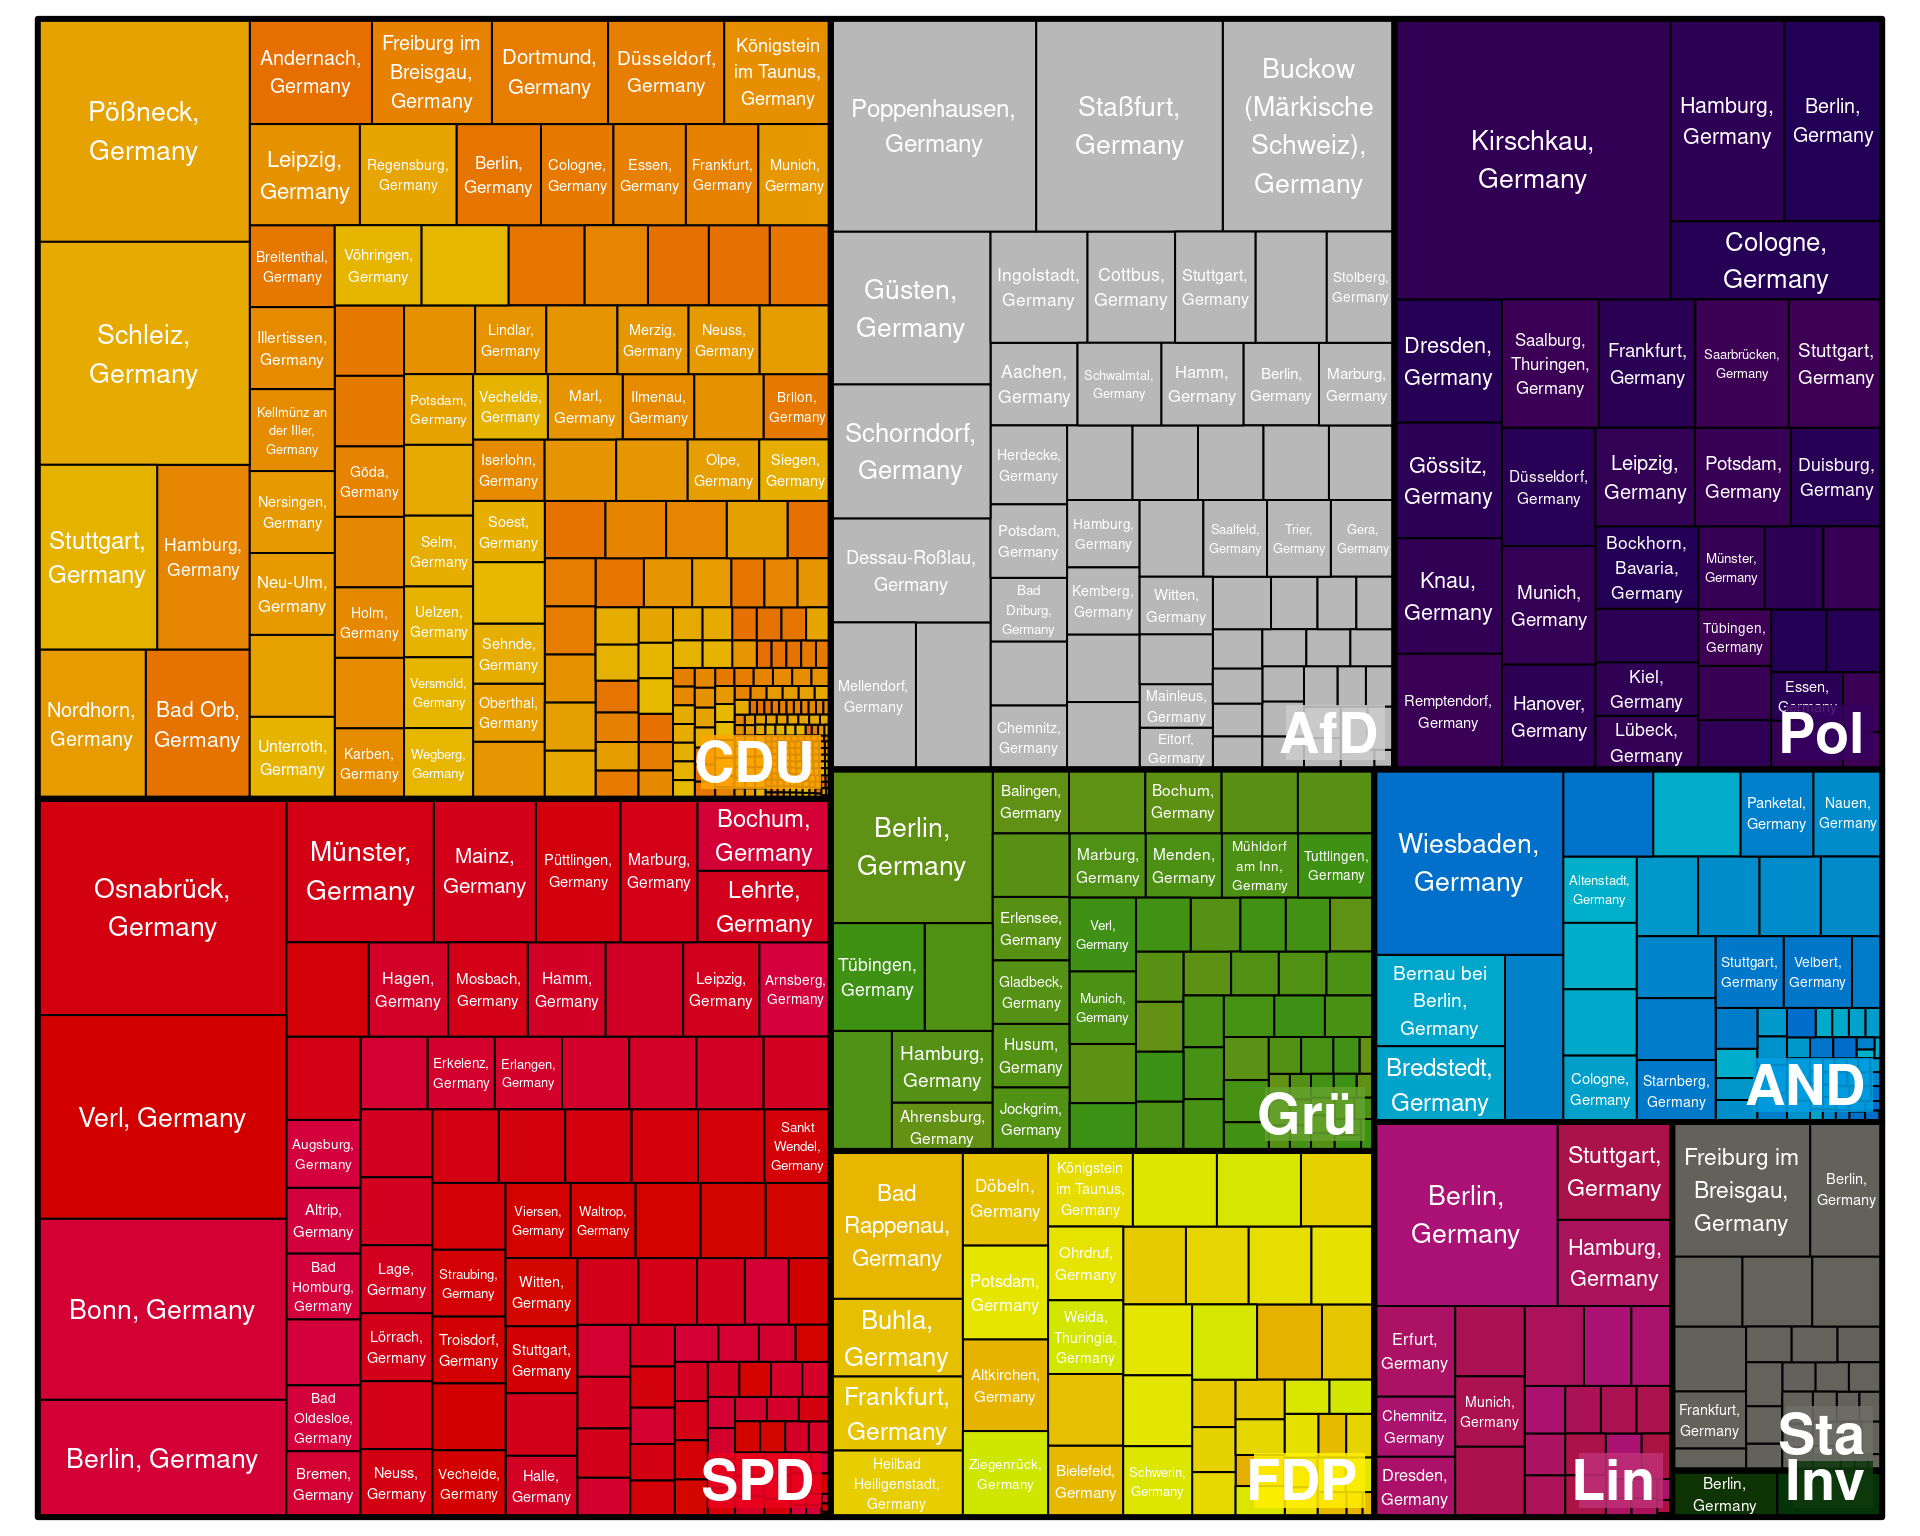 Pößneck,
Germany
Andernach,
Germany
Freiburg im
Breisgau,
Germany
Dortmund,
Germany
Düsseldorf,
Germany
Königstein
im Taunus,
Germany
Leipzig,
Germany
Regensburg,
Germany
Berlin,
Germany
Cologne,
Germany
Essen,
Germany
Frankfurt,
Germany
Munich,
Germany
Schleiz,
Germany
Breitenthal,
Germany
Vöhringen,
Germany
Illertissen,
Germany
Lindlar,
Germany
Merzig,
Germany
Neuss,
Germany
Kellmünz an
der Iller,
Germany
Potsdam,
Germany
Vechelde,
Germany
Marl,
Germany
Ilmenau,
Germany
Brilon,
Germany
Göda,
Germany
Iserlohn,
Germany
Olpe,
Germany
Siegen,
Germany
Stuttgart,
Germany
Hamburg,
Germany
Nersingen,
Germany
Selm,
Germany
Soest,
Germany
Neu-Ulm,
Germany
Holm,
Germany
Uelzen,
Germany
Sehnde,
Germany
Nordhorn,
Germany
Bad Orb,
Germany
Unterroth,
Germany
Karben,
Germany
Versmold,
Germany
Wegberg,
Germany
Oberthal,
Germany
CDU
Poppenhausen,
Germany
Staßfurt,
Germany
Buckow
(Märkische
Schweiz),
Germany
Güsten,
Germany
Ingolstadt,
Germany
Cottbus,
Germany
Stuttgart,
Germany
Stolberg,
Germany
Aachen,
Germany
Schwalmtal,
Germany
Hamm,
Germany
Berlin,
Germany
Marburg,
Germany
Schorndorf,
Germany
Herdecke,
Germany
Dessau-Roßlau,
Germany
Potsdam,
Germany
Hamburg,
Germany
Saalfeld,
Germany
Trier,
Germany
Gera,
Germany
Bad
Driburg,
Germany
Kemberg,
Germany
Witten,
Germany
Mellendorf,
Germany
Chemnitz,
Germany
Mainleus,
Germany
Eitorf,
Germany
AfD
Kirschkau,
Germany
Hamburg,
Germany
Berlin,
Germany
Cologne,
Germany
Dresden,
Germany
Saalburg,
Thuringen,
Germany
Frankfurt,
Germany
Saarbrücken,
Germany
Stuttgart,
Germany
Gössitz,
Germany
Düsseldorf,
Germany
Leipzig,
Germany
Potsdam,
Germany
Duisburg,
Germany
Knau,
Germany
Munich,
Germany
Bockhorn,
Bavaria,
Germany
Münster,
Germany
Tübingen,
Germany
Remptendorf,
Germany
Hanover,
Germany
Kiel,
Germany
Lübeck,
Germany
Essen,
Germany
Pol
Osnabrück,
Germany
Münster,
Germany
Mainz,
Germany
Püttlingen,
Germany
Marburg,
Germany
Bochum,
Germany
Lehrte,
Germany
Hagen,
Germany
Mosbach,
Germany
Hamm,
Germany
Leipzig,
Germany
Arnsberg,
Germany
Verl, Germany
Erkelenz,
Germany
Erlangen,
Germany
Augsburg,
Germany
Sankt
Wendel,
Germany
Altrip,
Germany
Viersen,
Germany
Waltrop,
Germany
Bonn, Germany
Bad
Homburg,
Germany
Lage,
Germany
Straubing,
Germany
Witten,
Germany
Lörrach,
Germany
Troisdorf,
Germany
Stuttgart,
Germany
Berlin, Germany
Bad
Oldesloe,
Germany
Bremen,
Germany
Neuss,
Germany
Vechelde,
Germany
Halle,
Germany
SPD
Berlin,
Germany
Balingen,
Germany
Bochum,
Germany
Marburg,
Germany
Menden,
Germany
Mühldorf
am Inn,
Germany
Tuttlingen,
Germany
Tübingen,
Germany
Erlensee,
Germany
Verl,
Germany
Gladbeck,
Germany
Munich,
Germany
Hamburg,
Germany
Husum,
Germany
Ahrensburg,
Germany
Jockgrim,
Germany
Grü
Wiesbaden,
Germany
Panketal,
Germany
Nauen,
Germany
Altenstadt,
Germany
Bernau bei
Berlin,
Germany
Stuttgart,
Germany
Velbert,
Germany
Bredstedt,
Germany
Cologne,
Germany
Starnberg,
Germany
AND
Bad
Rappenau,
Germany
Döbeln,
Germany
Königstein
im Taunus,
Germany
Potsdam,
Germany
Ohrdruf,
Germany
Buhla,
Germany
Weida,
Thuringia,
Germany
Altkirchen,
Germany
Frankfurt,
Germany
Heilbad
Heiligenstadt,
Germany
Ziegenrück,
Germany
Bielefeld,
Germany
Schwerin,
Germany
FDP
Berlin,
Germany
Stuttgart,
Germany
Hamburg,
Germany
Erfurt,
Germany
Chemnitz,
Germany
Munich,
Germany
Dresden,
Germany
Lin
Freiburg im
Breisgau,
Germany
Berlin,
Germany
Frankfurt,
Germany
Sta
Berlin,
Germany
Inv